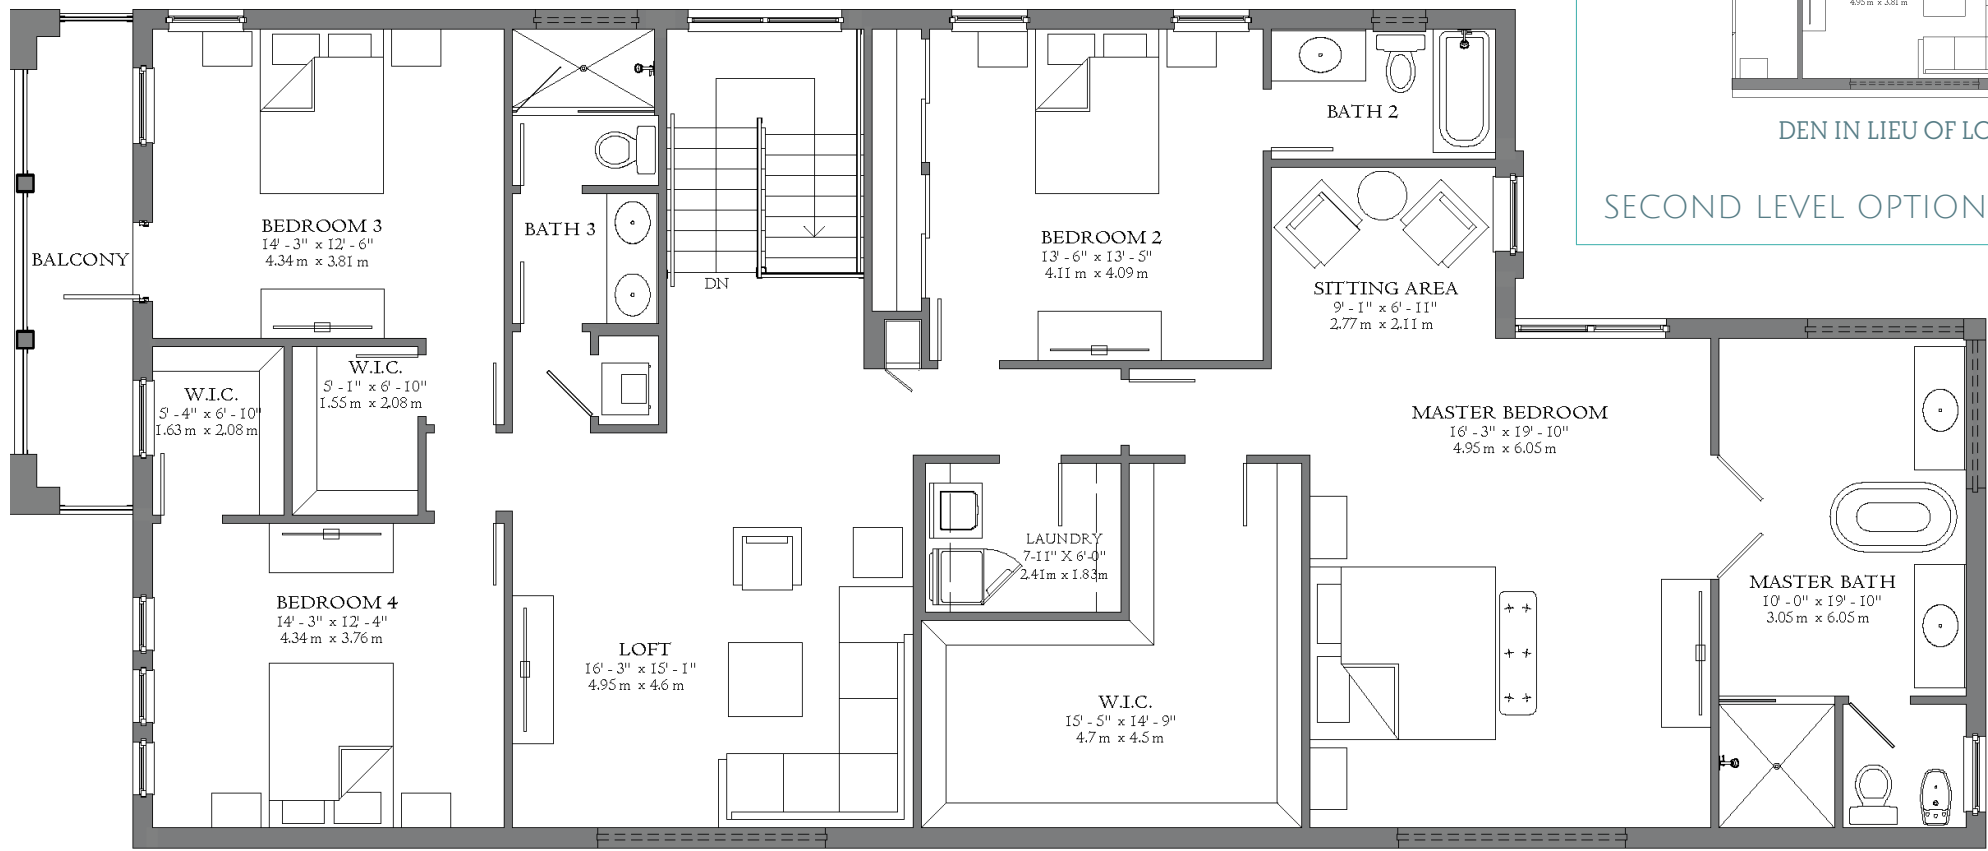 4.95 m x 3.81 m
DEN IN LIEU OF LO
SECOND LEVEL OPTION
BALCONY
BEDROOM 3
14' - 3" x 12' - 6"
4.34 m x 3.81 m
BATH 3
DN
BEDROOM 2
13' - 6" x 13' - 5"
4.11 m x 4.09 m
BATH 2
SITTING AREA
9' - 1" x 6' - 11"
2.77 m x 2.11 m
W.I.C.
5' - 4" x 6' - 10"
1.63 m x 2.08 m
W.I.C.
5' - 1" x 6' - 10"
1.55 m x 2.08 m
MASTER BEDROOM
16' - 3" x 19' - 10"
4.95 m x 6.05 m
LAUNDRY
7-11" X 6'-0"
2.41m x 1.83m
BEDROOM 4
14' - 3" x 12' - 4"
4.34 m x 3.76 m
LOFT
16' - 3" x 15' - 1"
4.95 m x 4.6 m
W.I.C.
15' - 5" x 14' - 9"
4.7 m x 4.5 m
MASTER BATH
10' - 0" x 19' - 10"
3.05 m x 6.05 m